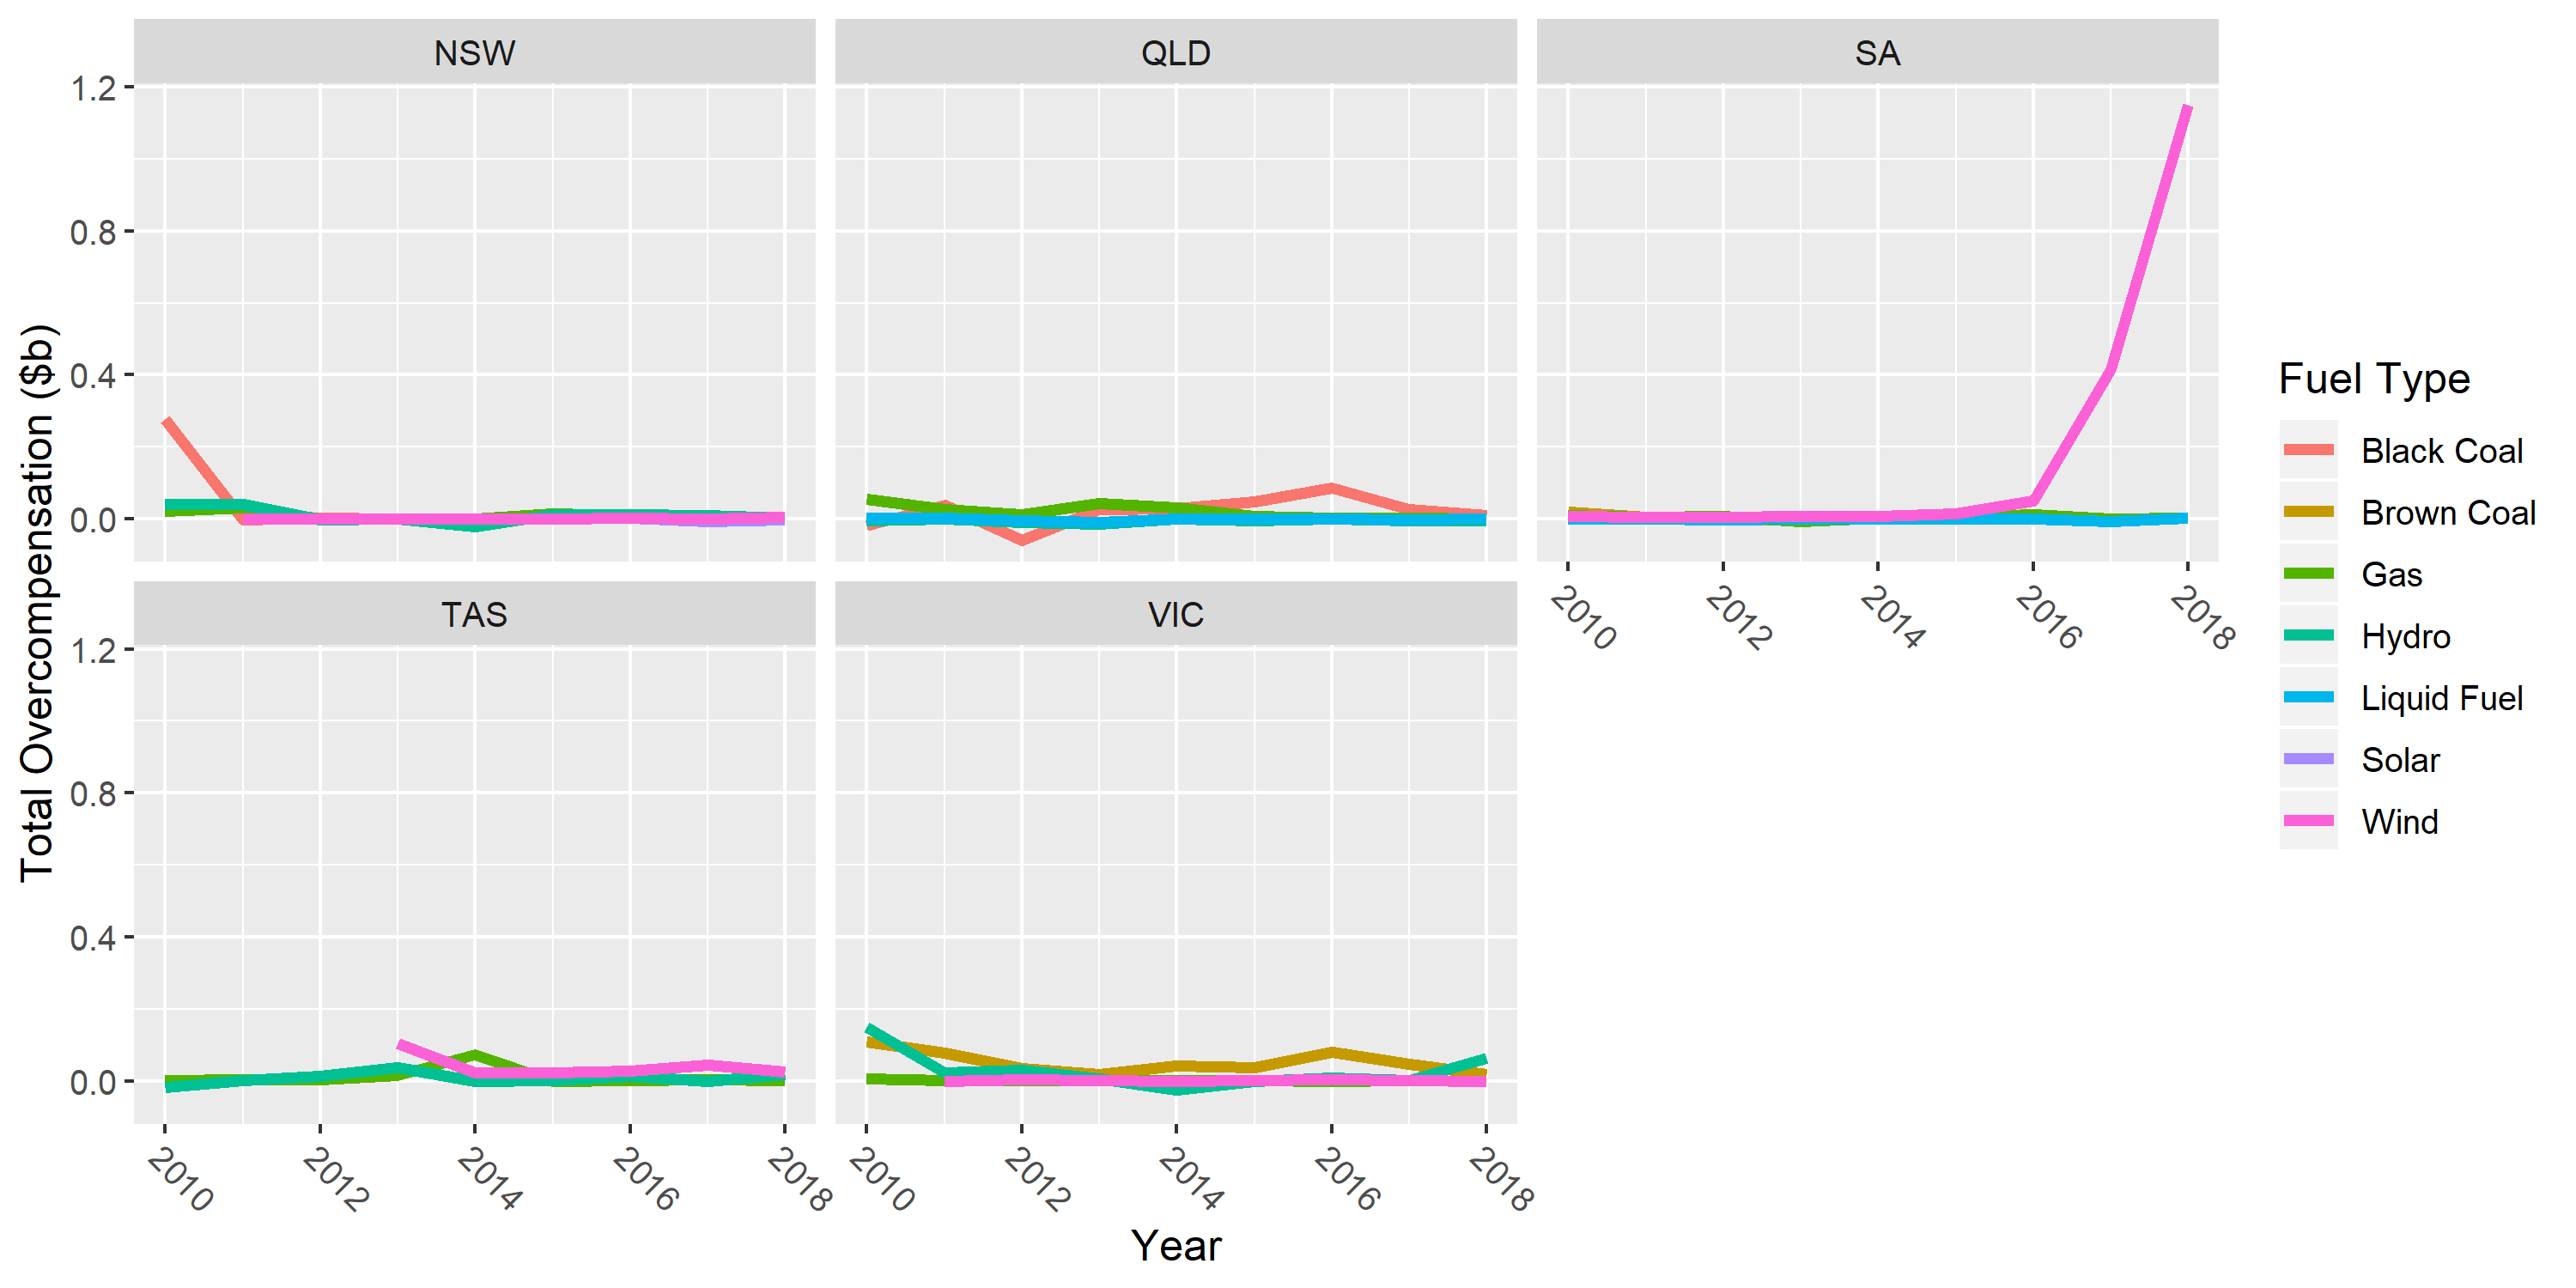 NSW
QLD
SA
1.2
0.8
0.4
0.0
2010
2012
2014
2016
2018
TAS
VIC
1.2
0.8
0.4
0.0
2010
2012
2014
2016
2018
2010
2012
2014
2016
2018
Year
Total Overcompensation ($b)
Fuel Type
Black Coal
Brown Coal
Gas
Hydro
Liquid Fuel
Solar
Wind